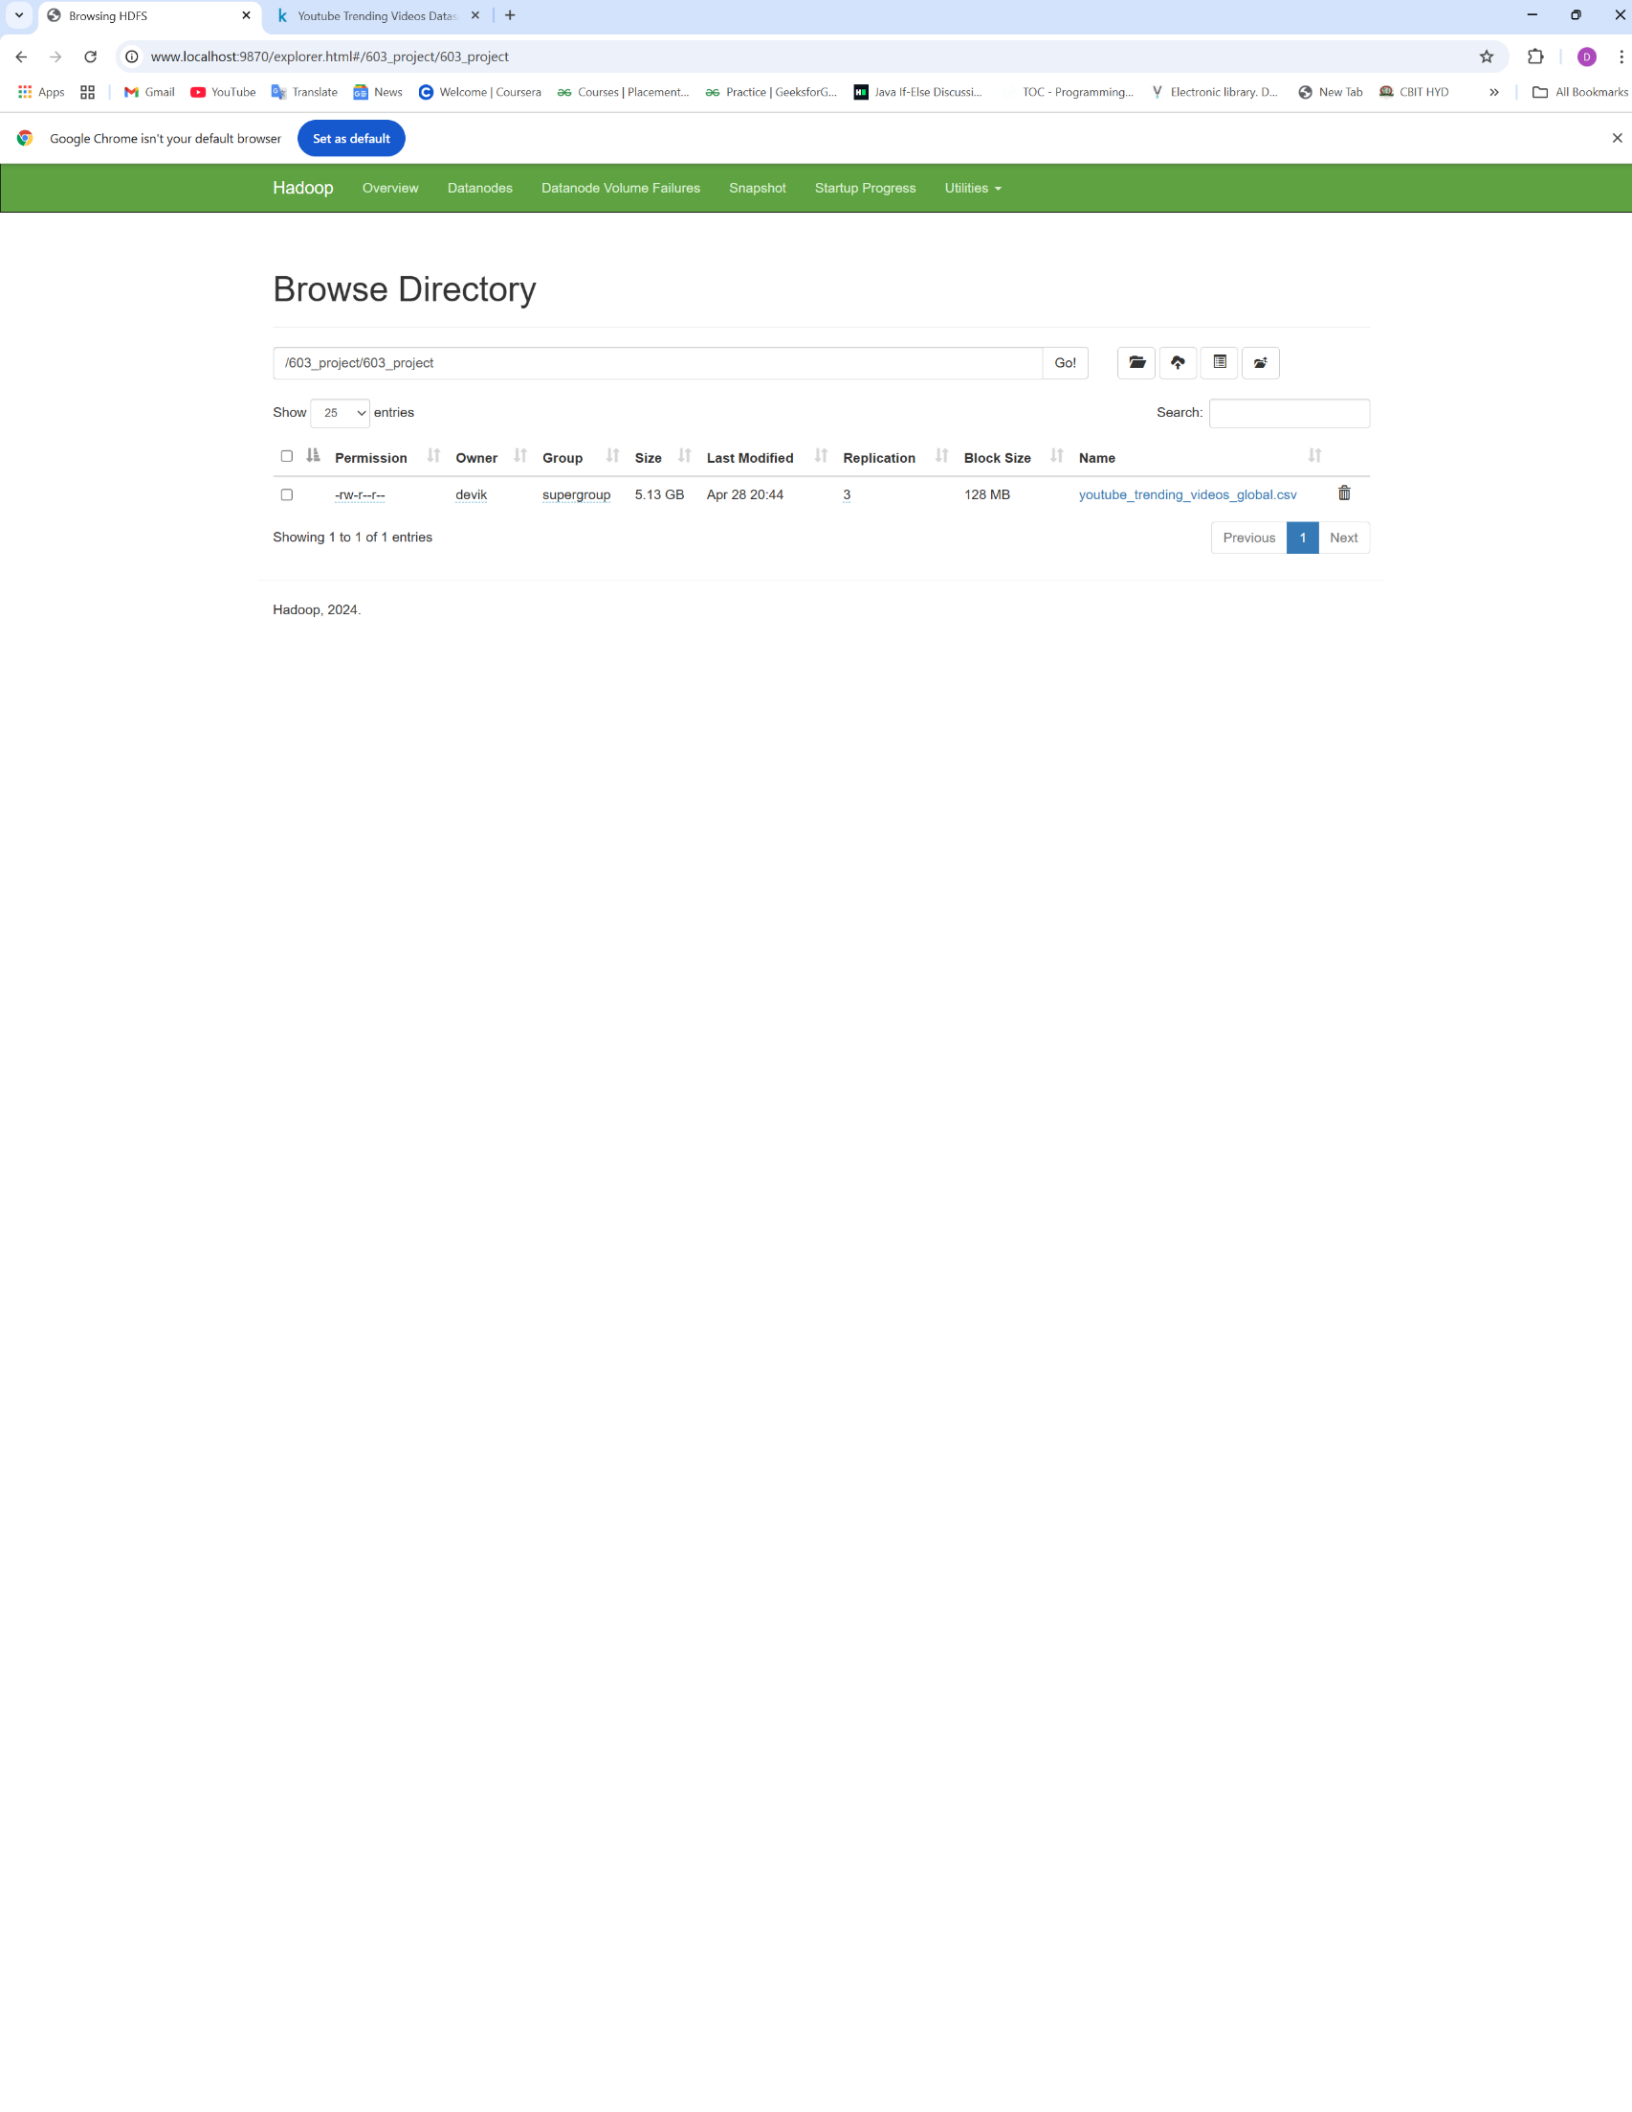 Browsing HDFS
Youtube Trending Videos Datas
www.localhost:9870/explorer.html#/603_project/603_project
D
Apps Gmail YouTube Translate News Welcome | Coursera Courses | Placement... Practice | GeeksforG... Java If-Else Discussi... TOC - Programming... Electronic library. D... New Tab CBIT HYD » All Bookmarks
Google Chrome isn't your default browser Set as default
Hadoop Overview Datanodes Datanode Volume Failures Snapshot Startup Progress Utilities
Browse Directory
/603_project/603_project Go!
Show 25 entries Search:
Permission Owner Group Size Last Modified Replication Block Size Name
-rw-r--r-- devik supergroup 5.13 GB Apr 28 20:44 3 128 MB youtube_trending_videos_global.csv
Showing 1 to 1 of 1 entries Previous 1 Next
Hadoop, 2024.